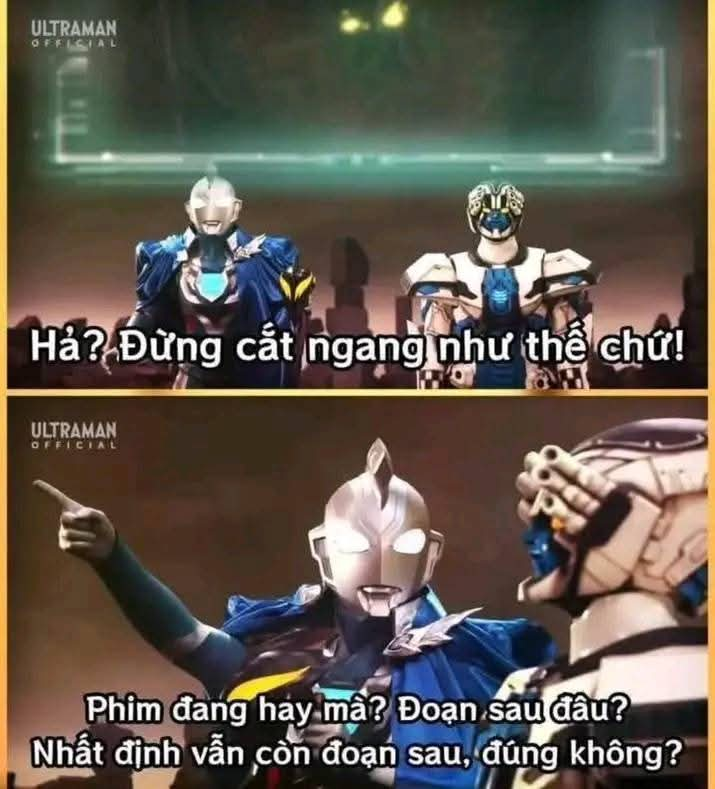 ULTRAMAN
OFFICIAL
Hả? Đừng cắt ngang như thế chứ!
ULTRAMAN
OFFICIAL
Phim đang hay mà? Đoạn sau đâu?
Nhất định vẫn còn đoạn sau, đúng không?